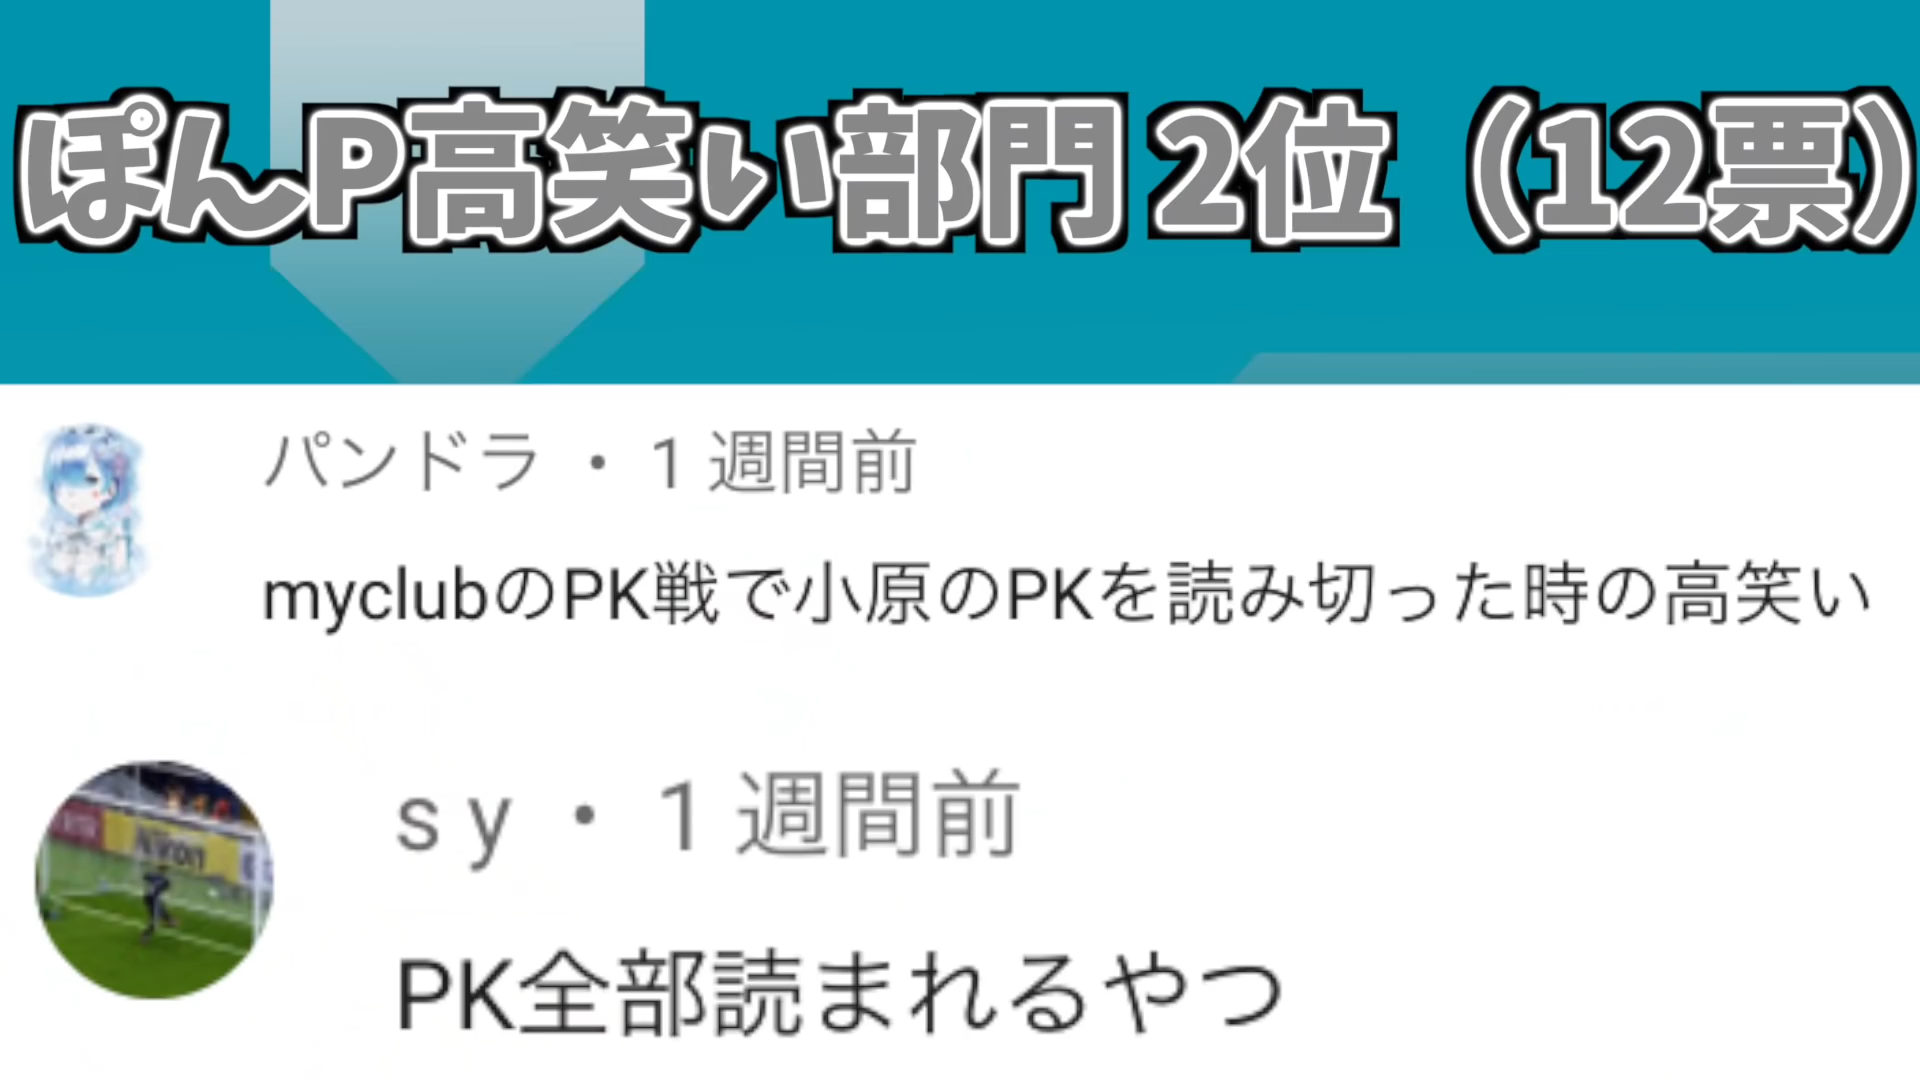 ぽんP高笑い部門 2位（12票）
パンドラ ・ 1 週間前
myclubのPK戦で小原のPKを読み切った時の高笑い
s y ・ 1 週間前
PK全部読まれるやつ